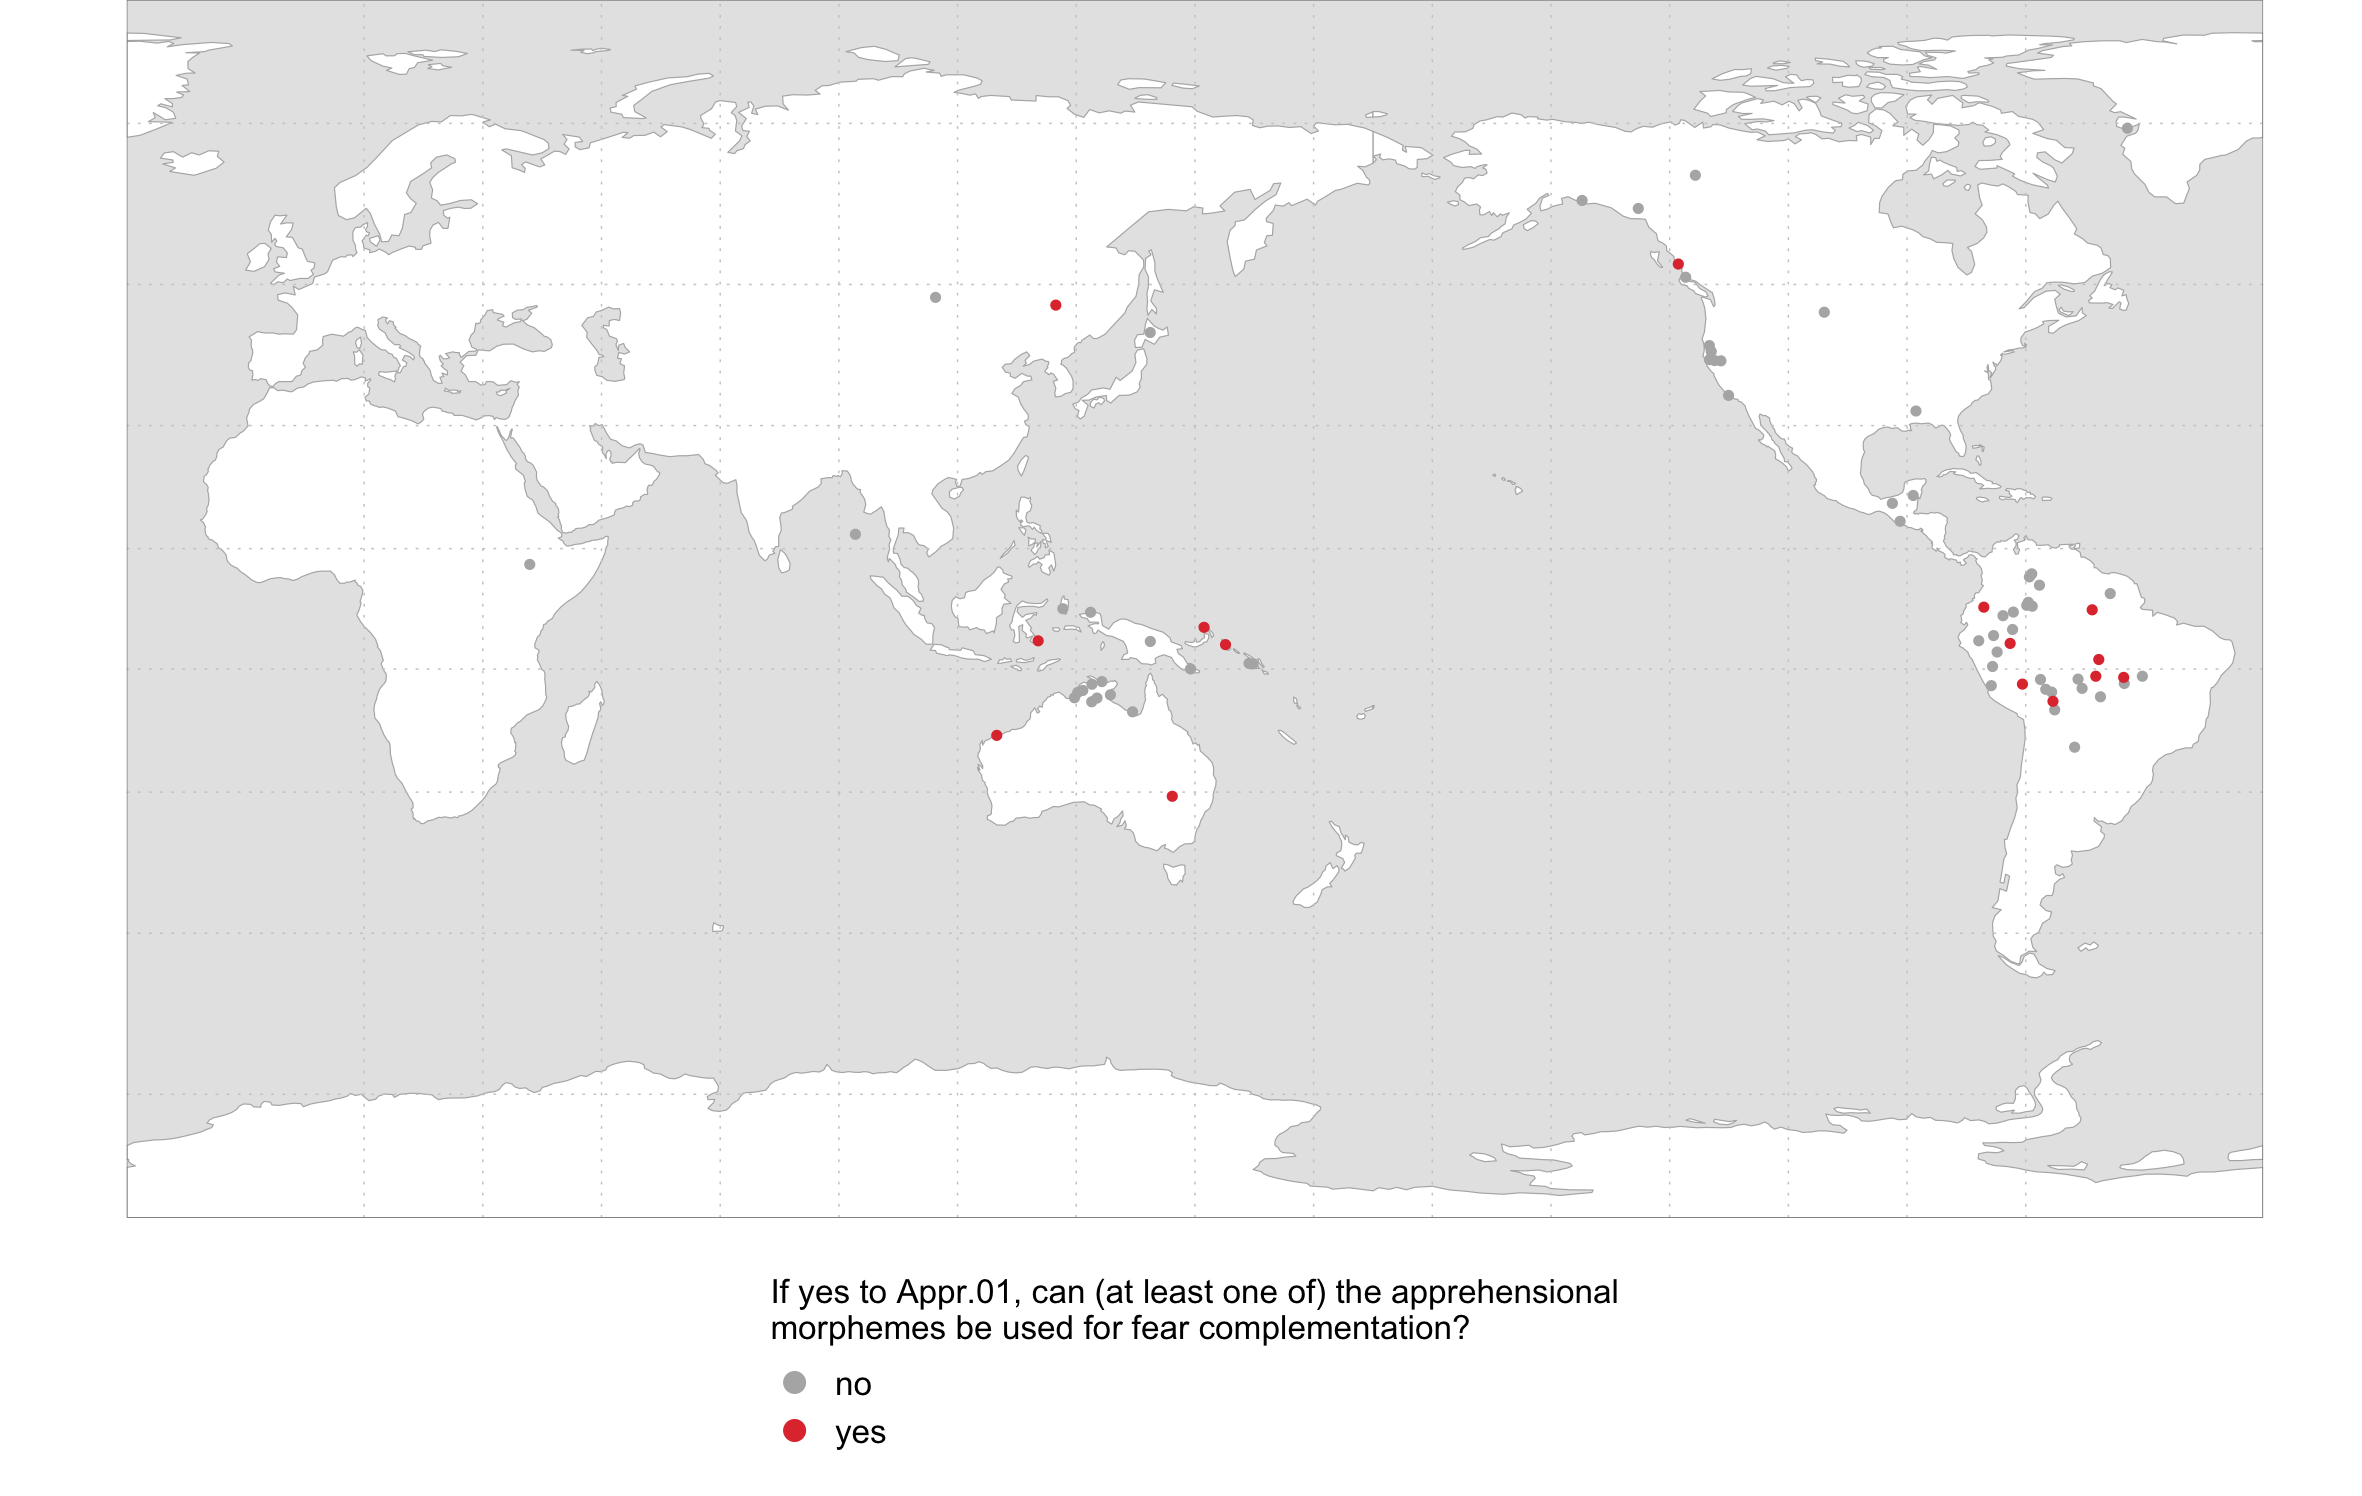 If yes to Appr.01, can (at least one of) the apprehensional
morphemes be used for fear complementation?
no
yes